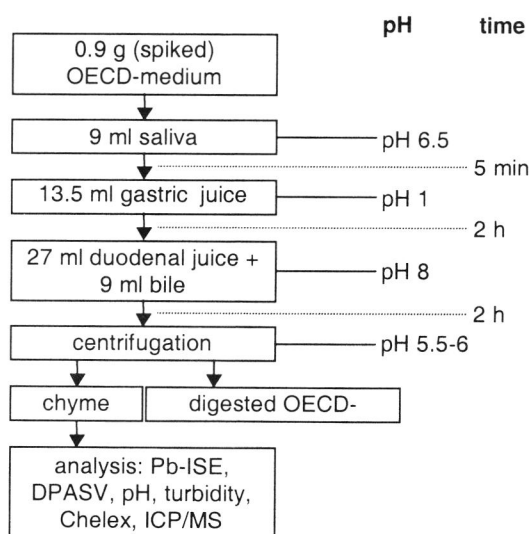 pH time
0.9 g (spiked)
OECD-medium
9 ml saliva pH 6.5
5 min
13.5 ml gastric juice pH 1
2 h
27 ml duodenal juice +
9 ml bile pH 8
2 h
centrifugation pH 5.5-6
chyme digested OECD-
analysis: Pb-ISE,
DPASV, pH, turbidity,
Chelex, ICP/MS